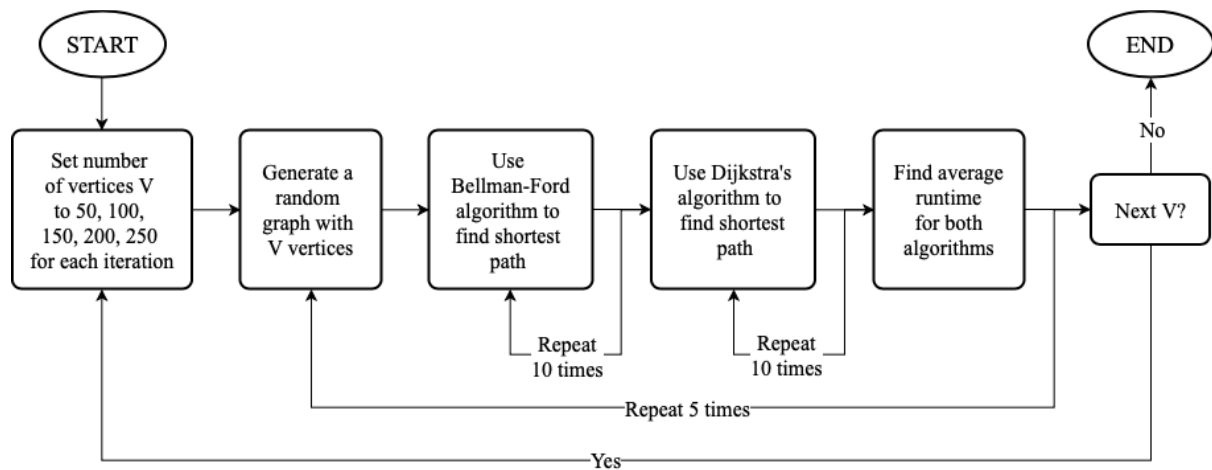 START
END
Set number
of vertices V
to 50, 100,
150, 200, 250
for each iteration
Generate a
random
graph with
V vertices
Use
Bellman-Ford
algorithm to
find shortest
path
Use Dijkstra's
algorithm to
find shortest
path
Find average
runtime
for both
algorithms
No
Next V?
Repeat
10 times
Repeat
10 times
Repeat 5 times
Yes